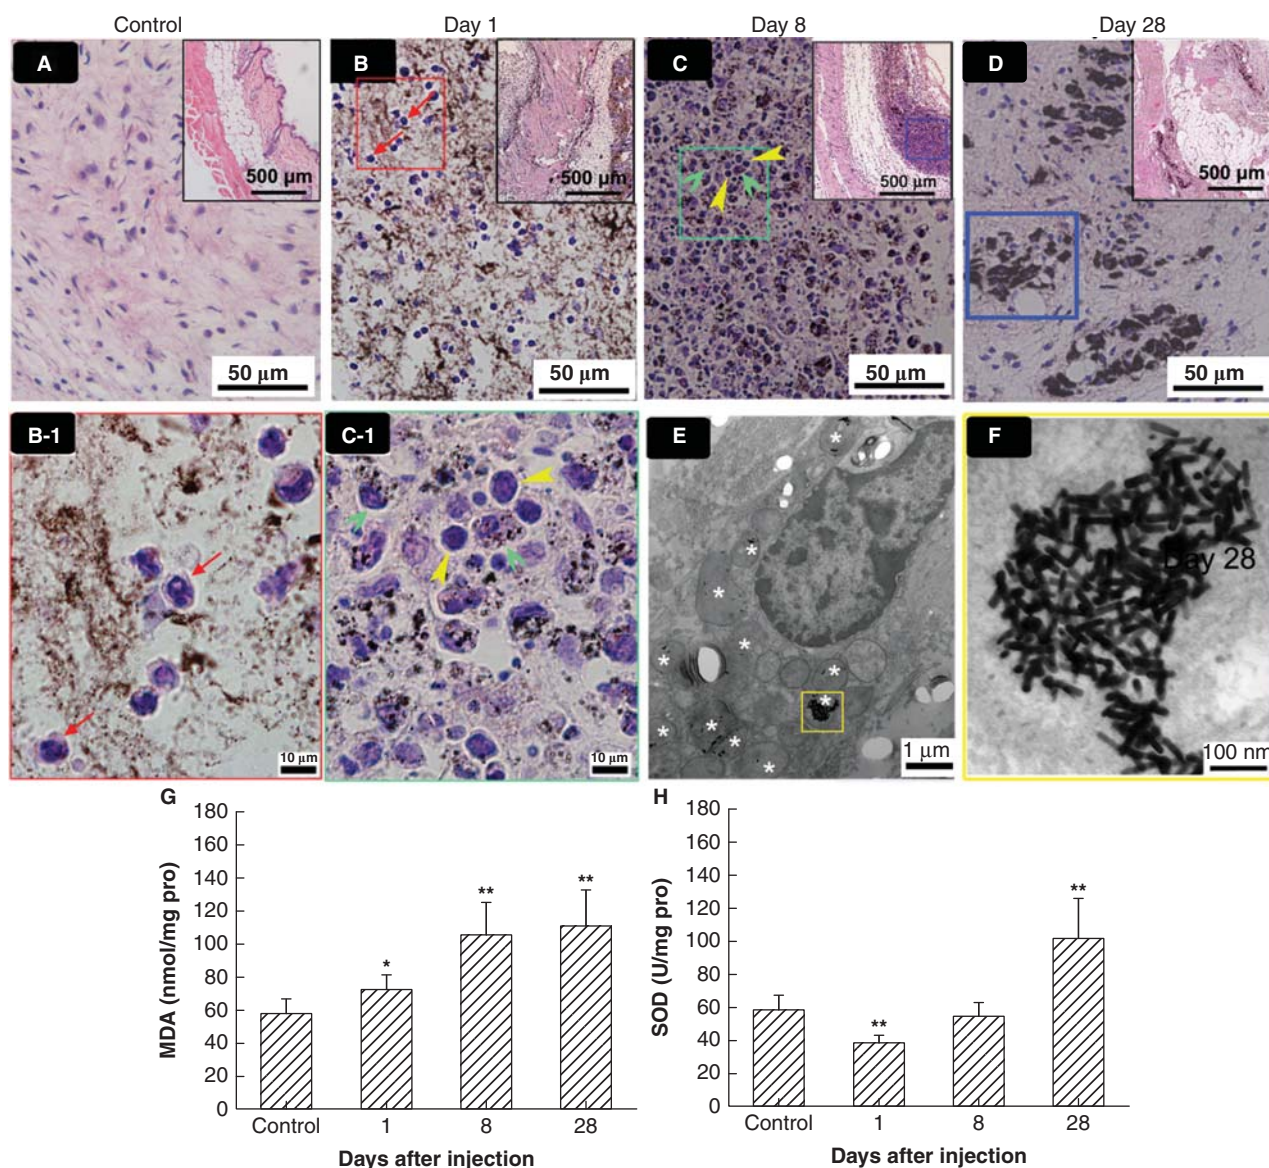 Control
Day 1
Day 8
Day 28
A
500 µm
50 µm
B
500 µm
50 µm
C
500 µm
50 µm
D
500 µm
50 µm
B-1
10 µm
C-1
10 µm
E
* * * * * * * * * *
1 µm
F
Day 28
100 nm
G
MDA (nmol/mg pro)
180
160
140
120
100
80
60
40
20
0
*
**
**
Control 1 8 28
Days after injection
H
SOD (U/mg pro)
180
160
140
120
100
80
60
40
20
0
**
**
Control 1 8 28
Days after injection